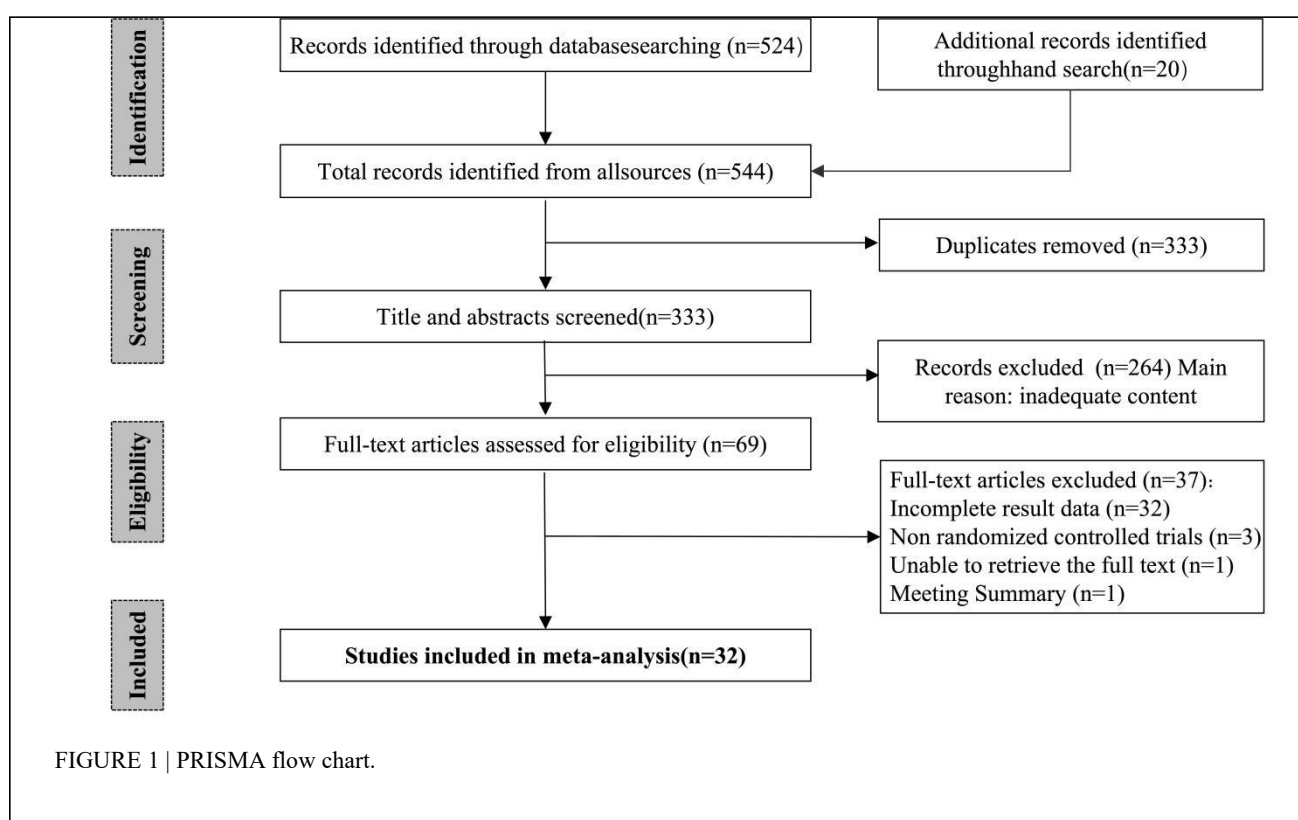 Identification
Records identified through databasesearching (n=524)
Additional records identified
throughhand search(n=20)
Total records identified from allsources (n=544)
Screening
Duplicates removed (n=333)
Title and abstracts screened(n=333)
Records excluded (n=264) Main
reason: inadequate content
Eligibility
Full-text articles assessed for eligibility (n=69)
Full-text articles excluded (n=37):
Incomplete result data (n=32)
Non randomized controlled trials (n=3)
Unable to retrieve the full text (n=1)
Meeting Summary (n=1)
Included
Studies included in meta-analysis(n=32)
FIGURE 1 | PRISMA flow chart.